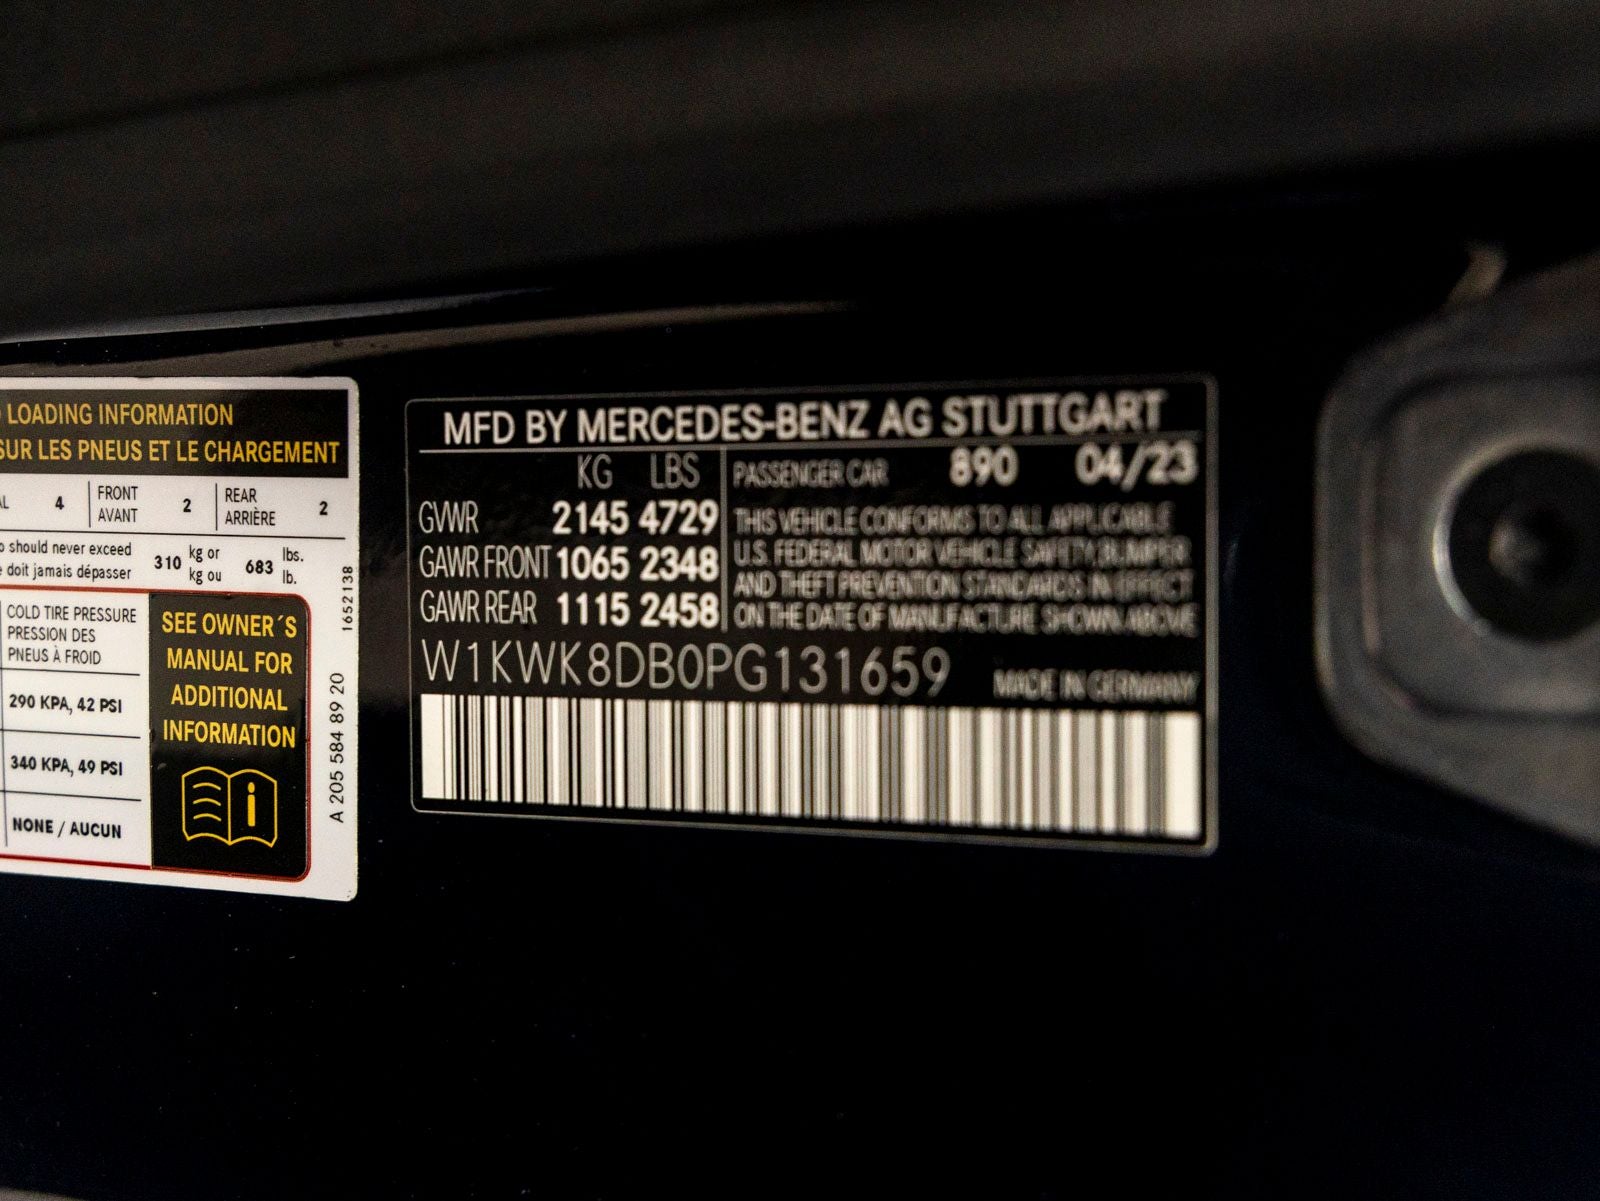 LOADING INFORMATION
SUR LES PNEUS ET LE CHARGEMENT
AL 4 FRONT AVANT 2 REAR ARRIÈRE 2
should never exceed 310 kg or 683 lbs.
doit jamais dépasser kg ou lb.
COLD TIRE PRESSURE
PRESSION DES
PNEUS À FROID
290 KPA, 42 PSI
340 KPA, 49 PSI
NONE / AUCUN
SEE OWNER´S
MANUAL FOR
ADDITIONAL
INFORMATION
i
A 205 584 89 20
1652138
MFD BY MERCEDES-BENZ AG STUTTGART
KG LBS
GVWR 2145 4729
GAWR FRONT 1065 2348
GAWR REAR 1115 2458
PASSENGER CAR 890 04/23
THIS VEHICLE CONFORMS TO ALL APPLICABLE
U.S. FEDERAL MOTOR VEHICLE SAFETY,BUMPER
AND THEFT PREVENTION STANDARDS IN EFFECT
ON THE DATE OF MANUFACTURE SHOWN ABOVE
W1KWK8DB0PG131659
MADE IN GERMANY